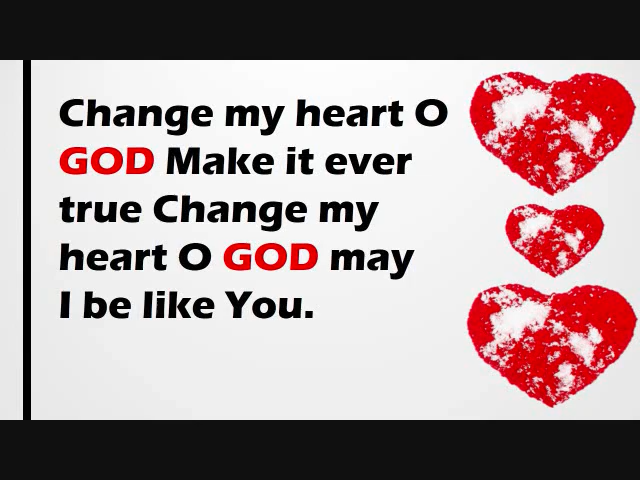 Change my heart O
GOD Make it ever
true Change my
heart O GOD may
I be like You.